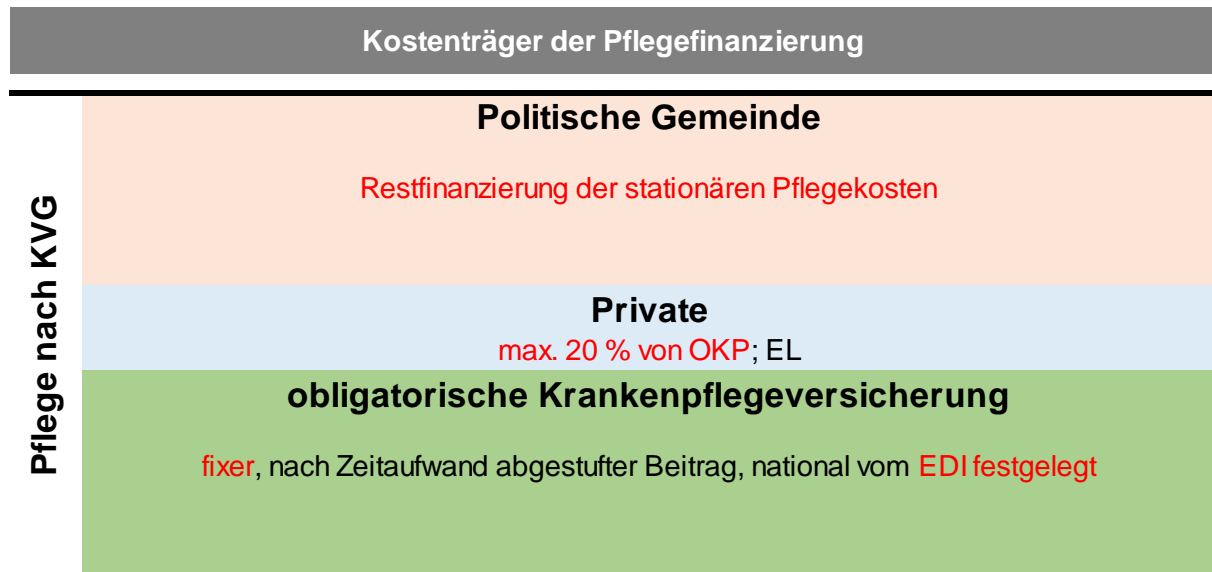 Kostenträger der Pflegefinanzierung
Pflege nach KVG
Politische Gemeinde
Restfinanzierung der stationären Pflegekosten
Private
max. 20 % von OKP; EL
obligatorische Krankenpflegeversicherung
fixer, nach Zeitaufwand abgestufter Beitrag, national vom EDI festgelegt